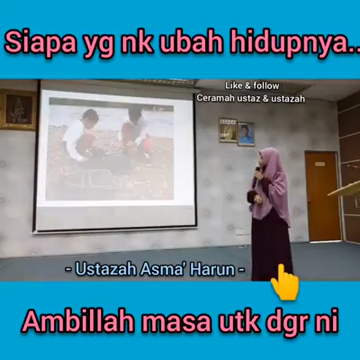 Siapa yg nk ubah hidupnya..
Like & follow
Ceramah ustaz & ustazah
- Ustazah Asma' Harun -
Ambillah masa utk dgr ni